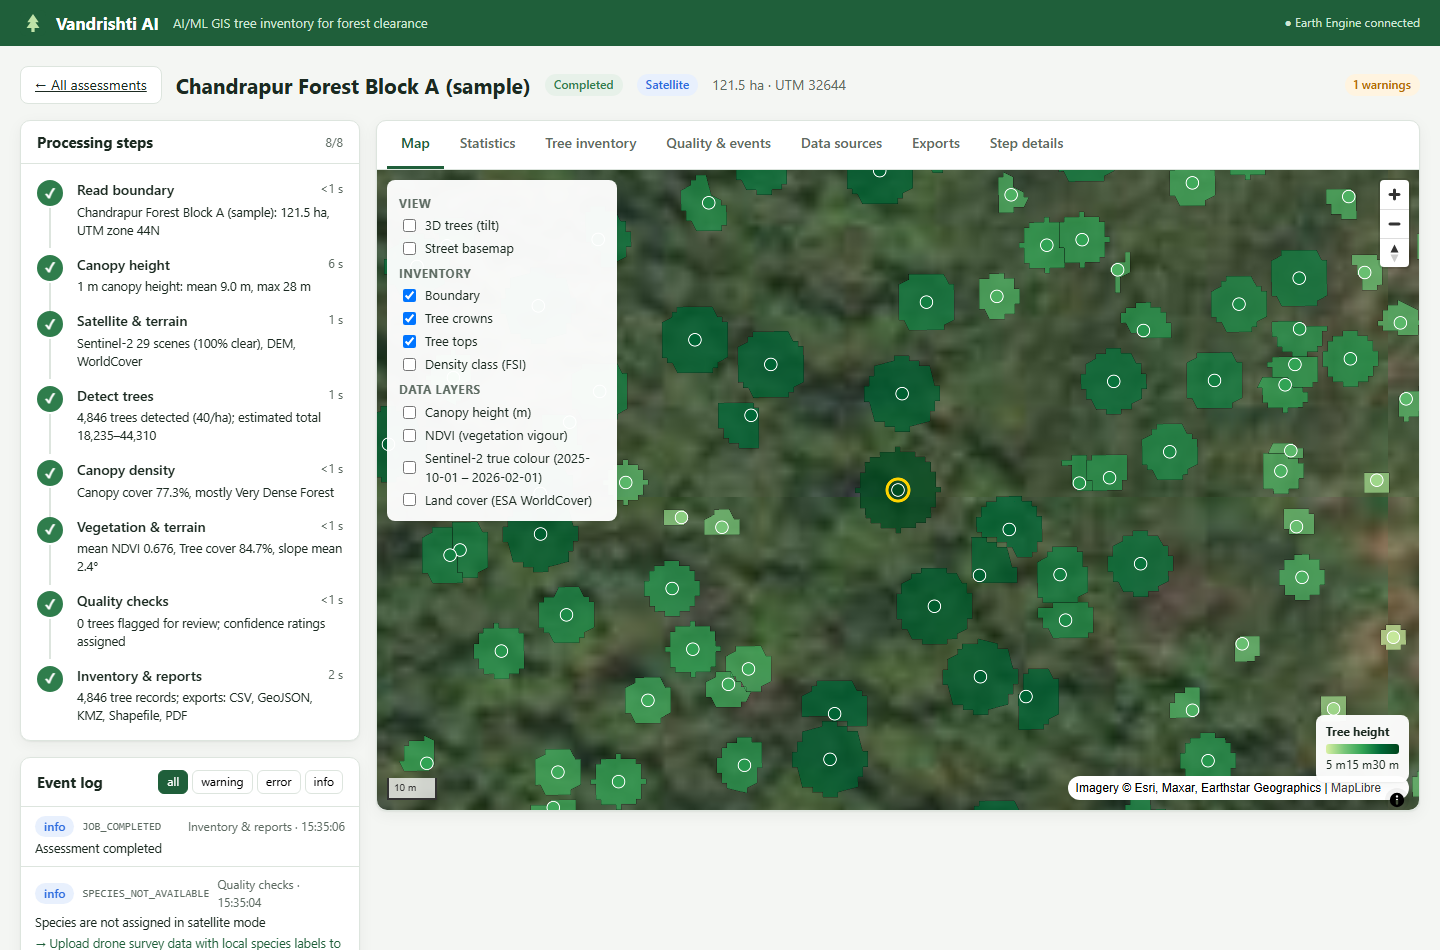 Vandrishti AI
AI/ML GIS tree inventory for forest clearance
● Earth Engine connected
← All assessments
Chandrapur Forest Block A (sample)
Completed
Satellite
121.5 ha · UTM 32644
1 warnings
Processing steps
8/8
Read boundary
<1 s
Chandrapur Forest Block A (sample): 121.5 ha,
UTM zone 44N
Canopy height
6 s
1 m canopy height: mean 9.0 m, max 28 m
Satellite & terrain
1 s
Sentinel-2 29 scenes (100% clear), DEM,
WorldCover
Detect trees
1 s
4,846 trees detected (40/ha); estimated total
18,235–44,310
Canopy density
<1 s
Canopy cover 77.3%, mostly Very Dense Forest
Vegetation & terrain
<1 s
mean NDVI 0.676, Tree cover 84.7%, slope mean
2.4°
Quality checks
<1 s
0 trees flagged for review; confidence ratings
assigned
Inventory & reports
2 s
4,846 tree records; exports: CSV, GeoJSON,
KMZ, Shapefile, PDF
Event log
all
warning
error
info
info
JOB_COMPLETED
Inventory & reports · 15:35:06
Assessment completed
info
SPECIES_NOT_AVAILABLE
Quality checks ·
15:35:04
Species are not assigned in satellite mode
→ Upload drone survey data with local species labels to
Map
Statistics
Tree inventory
Quality & events
Data sources
Exports
Step details
VIEW
3D trees (tilt)
Street basemap
INVENTORY
Boundary
Tree crowns
Tree tops
Density class (FSI)
DATA LAYERS
Canopy height (m)
NDVI (vegetation vigour)
Sentinel-2 true colour (2025-
10-01 – 2026-02-01)
Land cover (ESA WorldCover)
Tree height
5 m15 m30 m
10 m
Imagery © Esri, Maxar, Earthstar Geographics | MapLibre